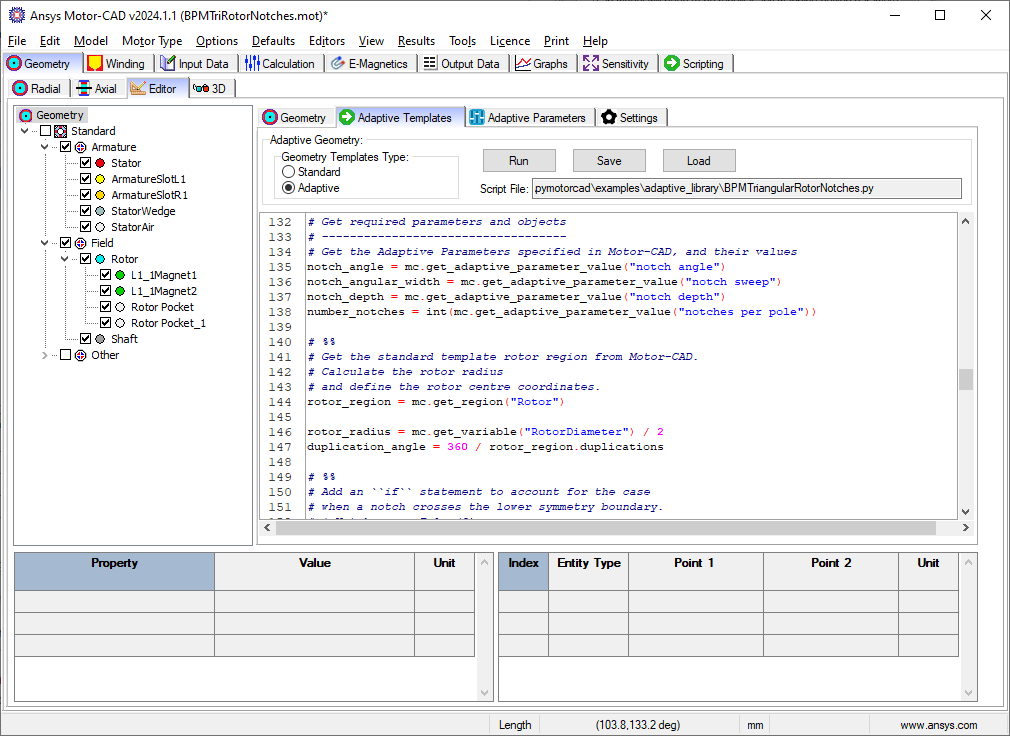 Ansys Motor-CAD v2024.1.1 (BPMTriRotorNotches.mot)*
File Edit Model Motor Type Options Defaults Editors View Results Tools Licence Print Help
Geometry Winding Input Data Calculation E-Magnetics Output Data Graphs Sensitivity Scripting
Radial Axial Editor 3D
Geometry
Standard
Armature
Stator
ArmatureSlotL1
ArmatureSlotR1
StatorWedge
StatorAir
Field
Rotor
L1_1Magnet1
L1_1Magnet2
Rotor Pocket
Rotor Pocket_1
Shaft
Other
Geometry Adaptive Templates Adaptive Parameters Settings
Adaptive Geometry:
Geometry Templates Type:
Standard
Adaptive
Run Save Load
Script File: pymotorcad\examples\adaptive_library\BPMTriangularRotorNotches.py
132 # Get required parameters and objects
133 # -----------------------------------
134 # Get the Adaptive Parameters specified in Motor-CAD, and their values
135 notch_angle = mc.get_adaptive_parameter_value("notch angle")
136 notch_angular_width = mc.get_adaptive_parameter_value("notch sweep")
137 notch_depth = mc.get_adaptive_parameter_value("notch depth")
138 number_notches = int(mc.get_adaptive_parameter_value("notches per pole"))
139
140 # %%
141 # Get the standard template rotor region from Motor-CAD.
142 # Calculate the rotor radius
143 # and define the rotor centre coordinates.
144 rotor_region = mc.get_region("Rotor")
145
146 rotor_radius = mc.get_variable("RotorDiameter") / 2
147 duplication_angle = 360 / rotor_region.duplications
148
149 # %%
150 # Add an ``if`` statement to account for the case
151 # when a notch crosses the lower symmetry boundary.
Property Value Unit
Index Entity Type Point 1 Point 2 Unit
Length (103.8,133.2 deg) mm www.ansys.com